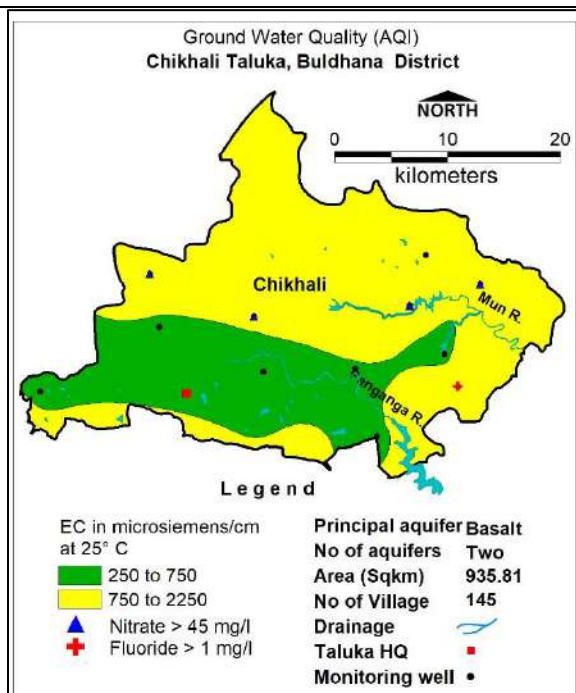 Ground Water Quality (AQI)
Chikhali Taluka, Buldhana District
NORTH
0 10 20
kilometers
Chikhali
Mun R.
anganga R.
Legend
EC in microsiemens/cm
at 25° C
250 to 750
750 to 2250
Nitrate > 45 mg/l
Fluoride > 1 mg/l
Principal aquifer Basalt
No of aquifers Two
Area (Sqkm) 935.81
No of Village 145
Drainage
Taluka HQ
Monitoring well